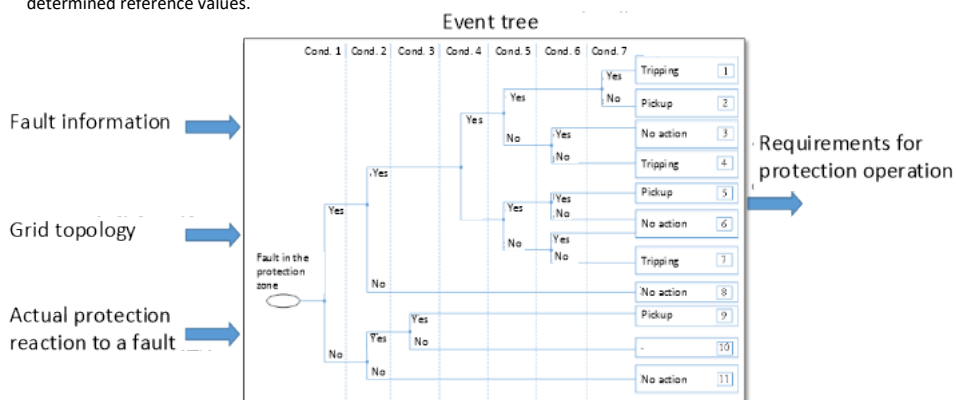 determined reference values.
Event tree
Cond. 1 Cond. 2 Cond. 3 Cond. 4 Cond. 5 Cond. 6 Cond. 7
Fault information
Grid topology
Actual protection
reaction to a fault
Fault in the
protection
zone
Yes
No
Yes
No
Yes
No
Yes
No
Yes
Yes
No
Yes
No
Yes
No
Yes
No
Yes
No
Yes
No
Tripping 1
Pickup 2
No action 3
Tripping 4
Pickup 5
No action 6
Tripping 7
No action 8
Pickup 9
- 10
No action 11
Requirements for
protection operation